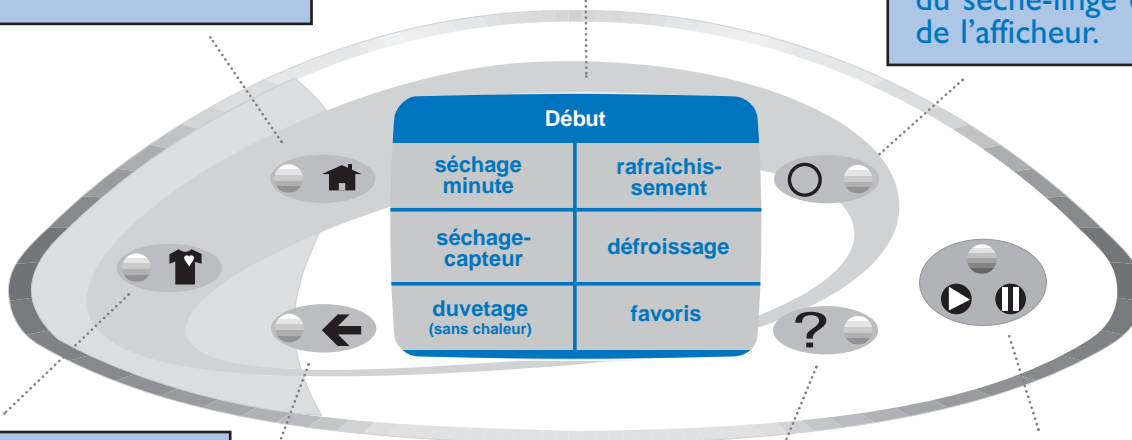 du sèche-linge
de l'afficheur.
Début
séchage
minute
rafraîchis-
sement
séchage-
capteur
défroissage
duvetage
(sans chaleur)
favoris
?